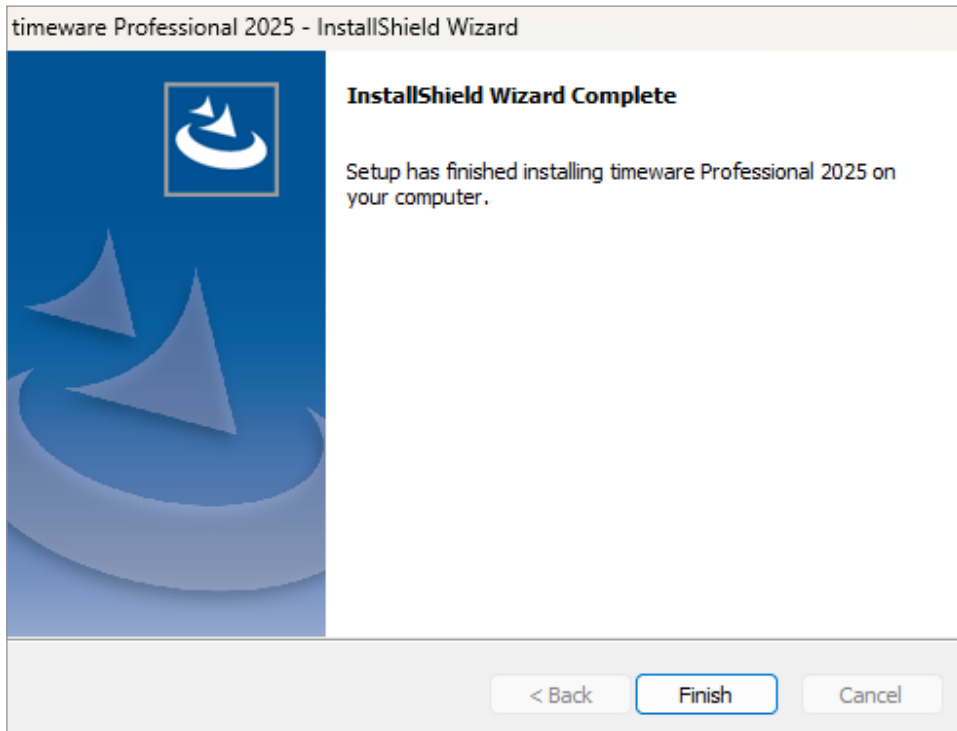 timeware Professional 2025 - InstallShield Wizard
InstallShield Wizard Complete
Setup has finished installing timeware Professional 2025 on
your computer.
< Back
Finish
Cancel